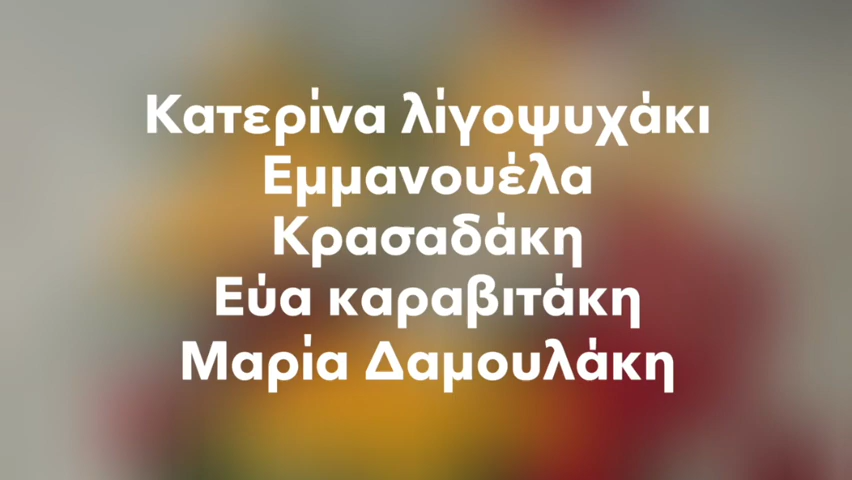 Κατερίνα λίγοψυχάκι
Εμμανουέλα
Κρασαδάκη
Εύα καραβιτάκη
Μαρία Δαμουλάκη